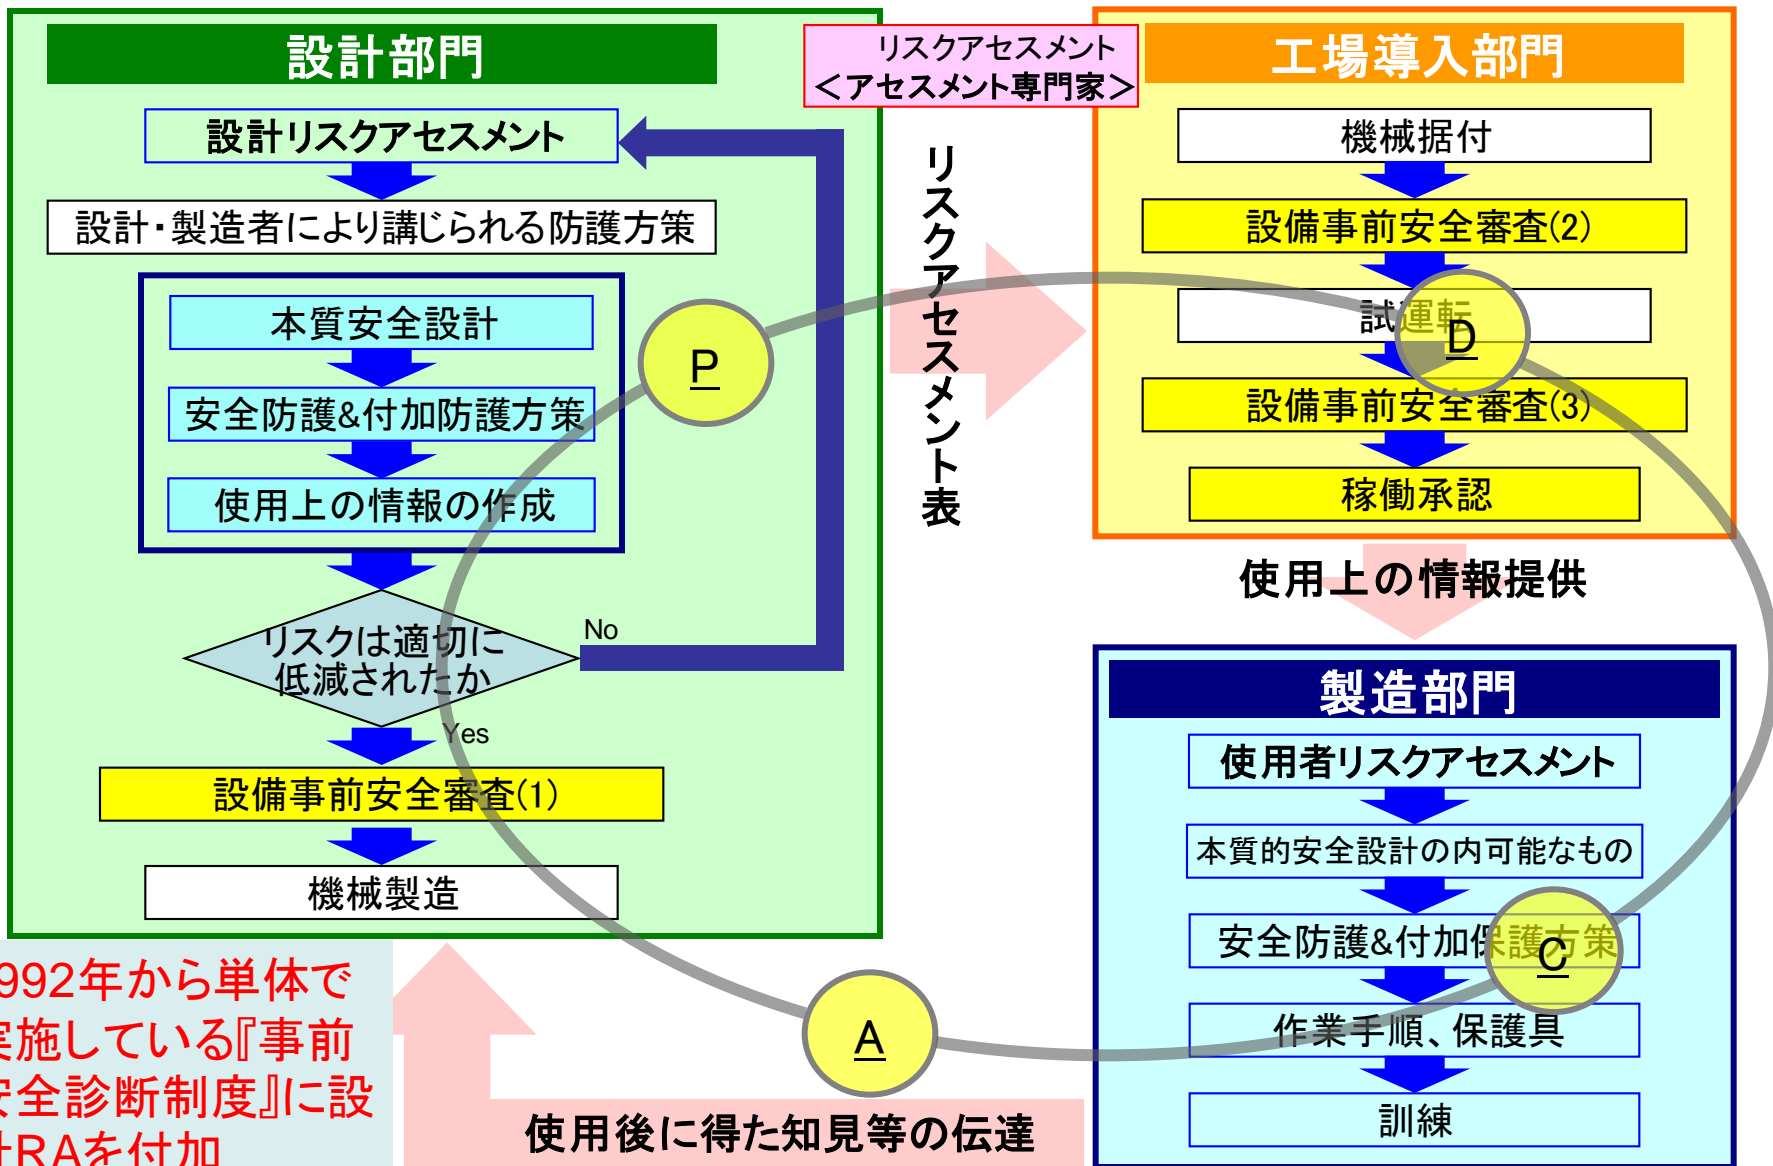 設計部門
設計リスクアセスメント
設計・製造者により講じられる防護方策
本質安全設計
安全防護&付加防護方策
使用上の情報の作成
リスクは適切に
低減されたか
No
Yes
設備事前安全審査(1)
機械製造
P
リスクアセスメント
<アセスメント専門家>
リスクアセスメント表
工場導入部門
機械据付
設備事前安全審査(2)
試運転
D
設備事前安全審査(3)
稼働承認
使用上の情報提供
製造部門
使用者リスクアセスメント
本質的安全設計の内可能なもの
安全防護&付加保護方策
C
作業手順、保護具
訓練
A
使用後に得た知見等の伝達
992年から単体で
実施している『事前
安全診断制度』に設
計RAを付加